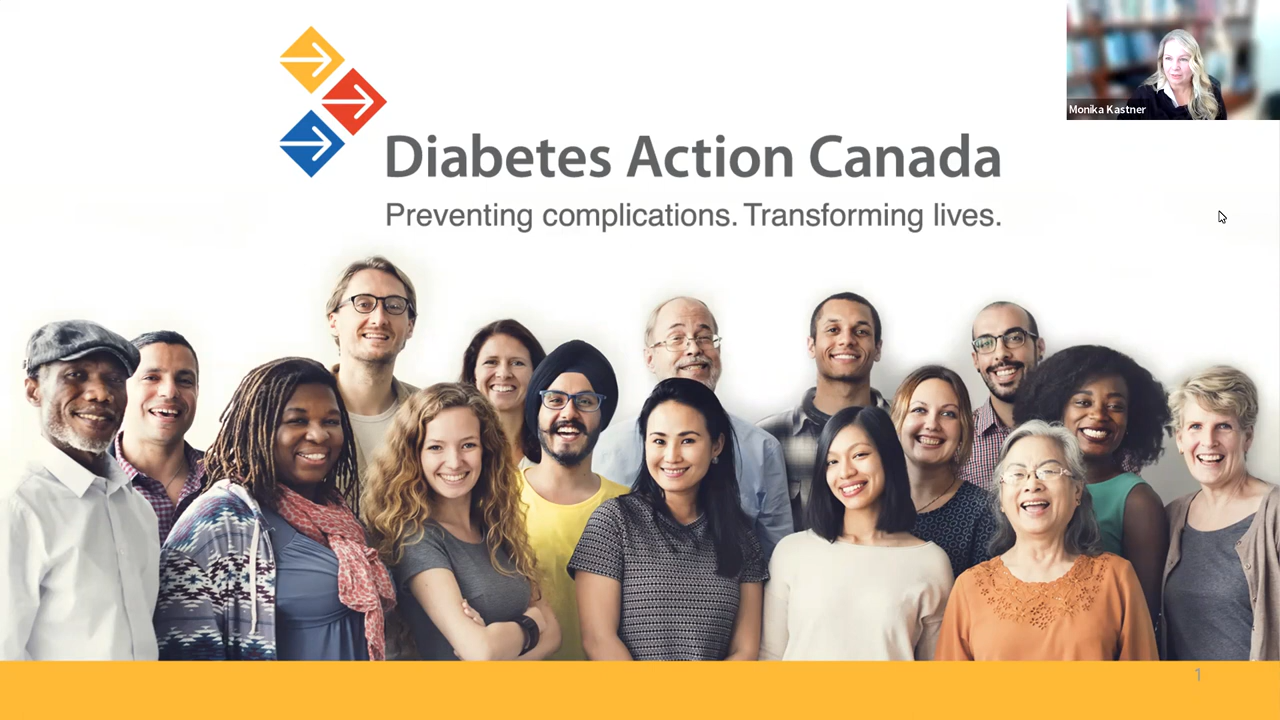 Monika Kastner
Diabetes Action Canada
Preventing complications. Transforming lives.
1